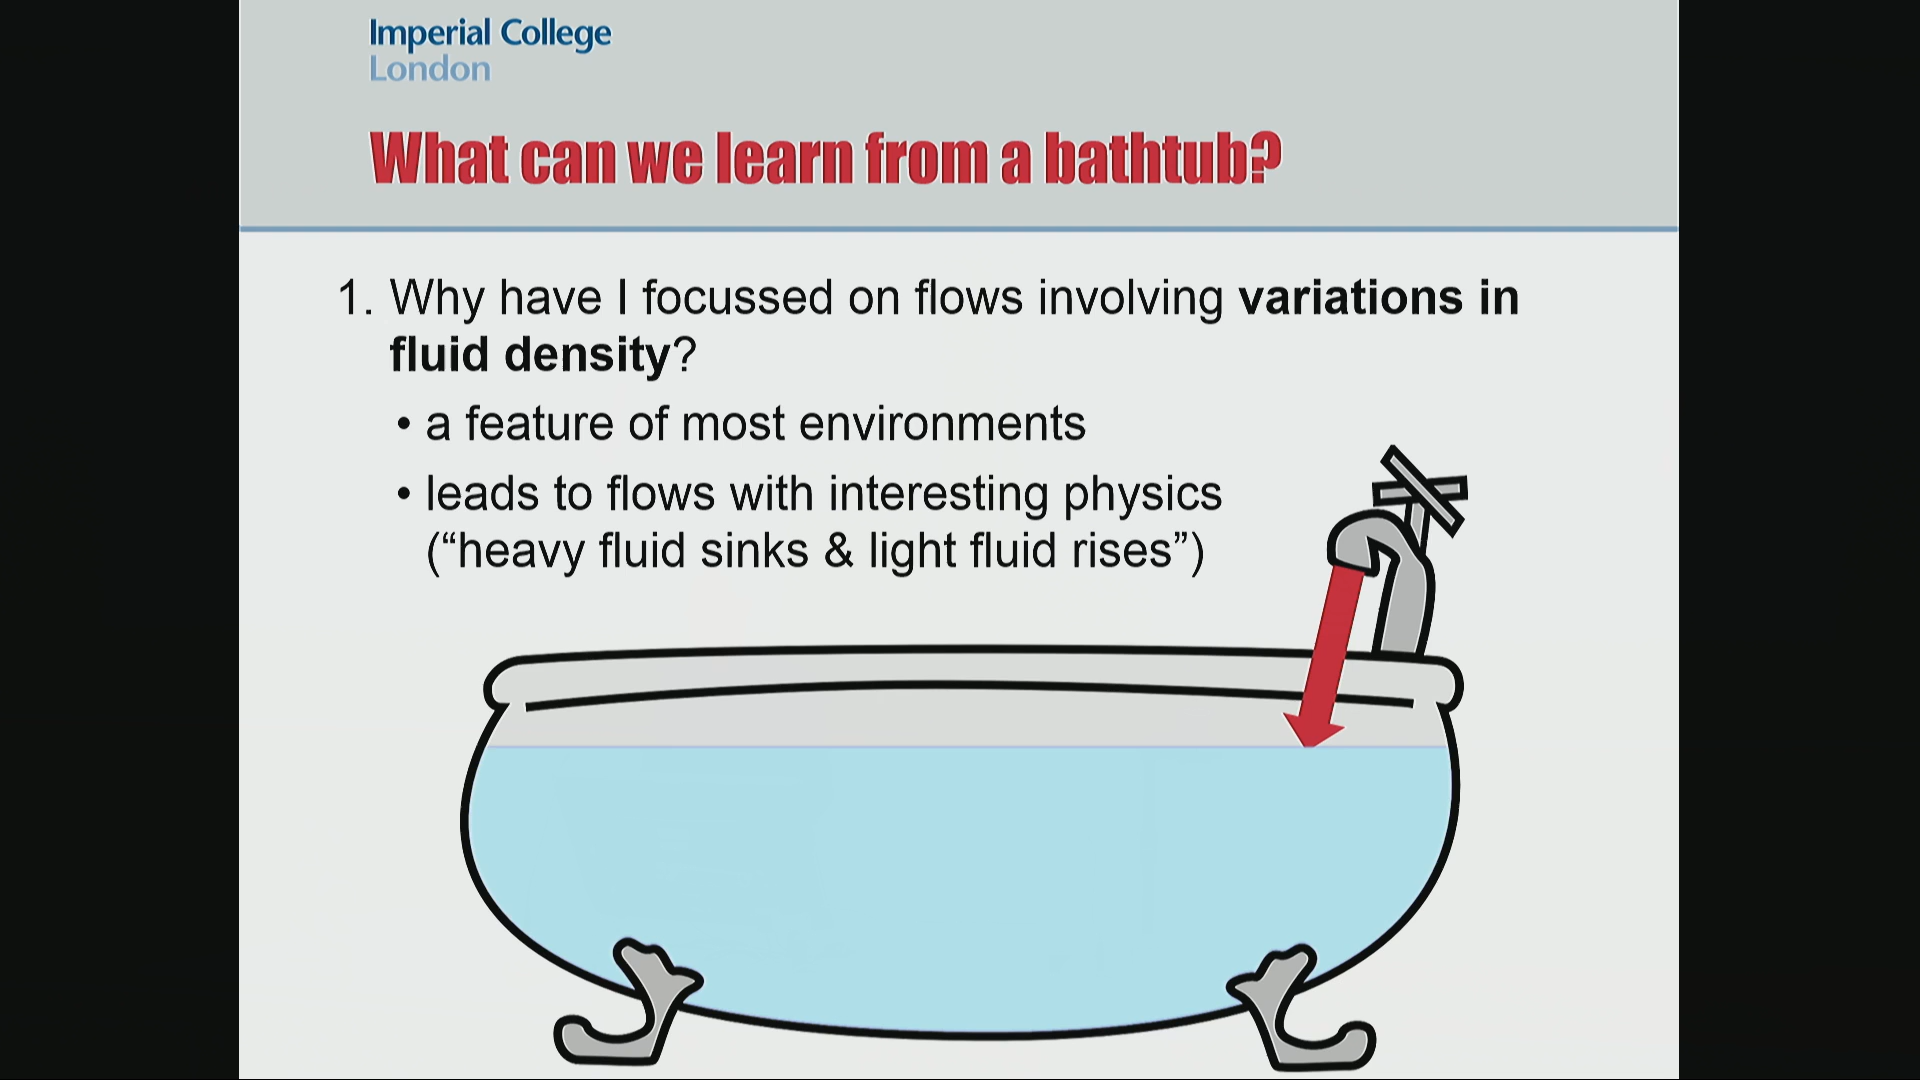 Imperial College
London
What can we learn from a bathtub?
1. Why have I focussed on flows involving variations in
fluid density?
• a feature of most environments
• leads to flows with interesting physics
(“heavy fluid sinks & light fluid rises”)